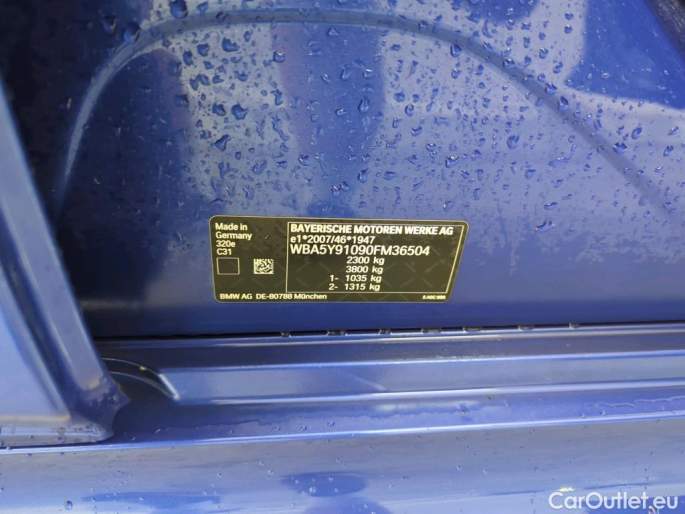 Made in
Germany
320e
C31
BMW AG DE-80788 München
BAYERISCHE MOTOREN WERKE AG
e1*2007/46*1947
WBA5Y91090FM36504
2300 kg
3800 kg
1- 1035 kg
2- 1315 kg
CarOutlet.eu